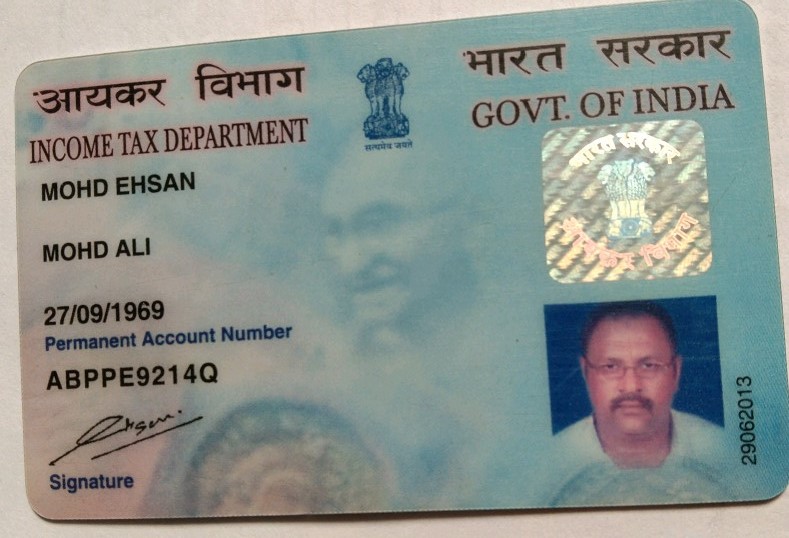 आयकर विभाग
INCOME TAX DEPARTMENT
भारत सरकार
GOVT. OF INDIA
सत्यमेव जयते
MOHD EHSAN
MOHD ALI
27/09/1969
Permanent Account Number
ABPPE9214Q
Ehsan.
Signature
भारत सरकार
आयकर विभाग
29062013